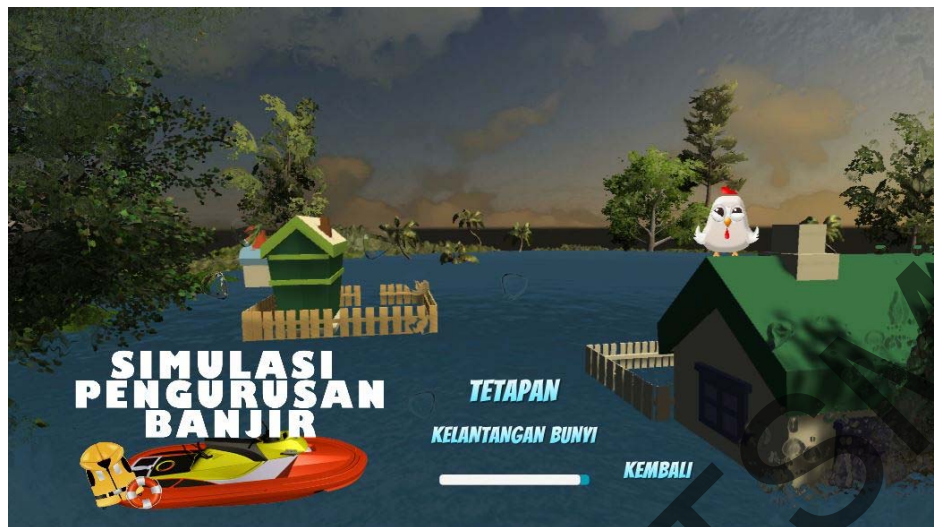 SIMULASI
PENGURUSAN
BANJIR
TETAPAN
KELANTANGAN BUNYI
KEMBALI